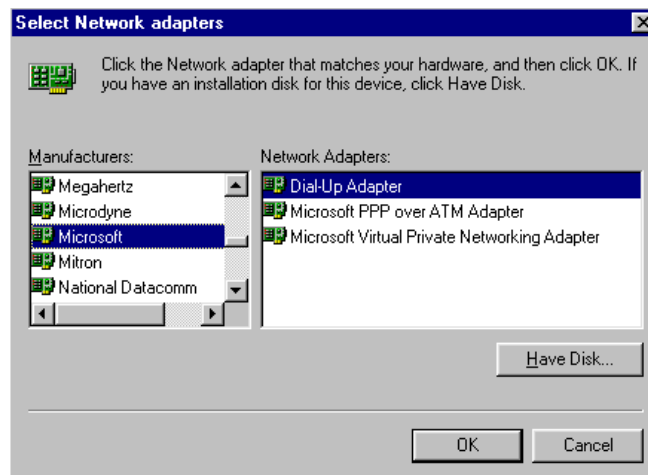 Select Network adapters
Click the Network adapter that matches your hardware, and then click OK. If
you have an installation disk for this device, click Have Disk.
Manufacturers:
Megahertz
Microdyne
Microsoft
Mitron
National Datacomm
Network Adapters:
Dial-Up Adapter
Microsoft PPP over ATM Adapter
Microsoft Virtual Private Networking Adapter
Have Disk...
OK
Cancel